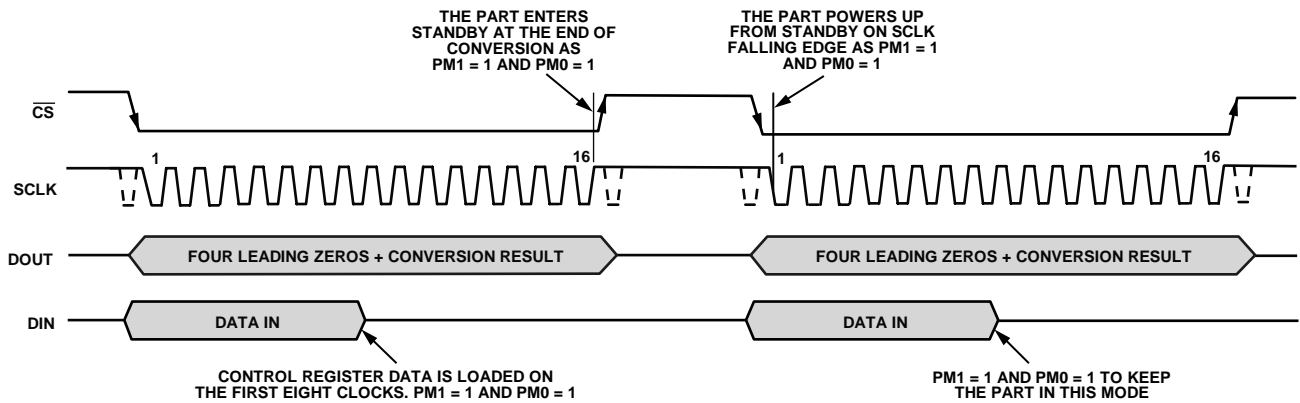 THE PART ENTERS
STANDBY AT THE END OF
CONVERSION AS
PM1 = 1 AND PM0 = 1
THE PART POWERS UP
FROM STANDBY ON SCLK
FALLING EDGE AS PM1 = 1
AND PM0 = 1
CS
1
16
1
16
SCLK
DOUT
FOUR LEADING ZEROS + CONVERSION RESULT
FOUR LEADING ZEROS + CONVERSION RESULT
DIN
DATA IN
DATA IN
CONTROL REGISTER DATA IS LOADED ON
THE FIRST EIGHT CLOCKS. PM1 = 1 AND PM0 = 1
PM1 = 1 AND PM0 = 1 TO KEEP
THE PART IN THIS MODE